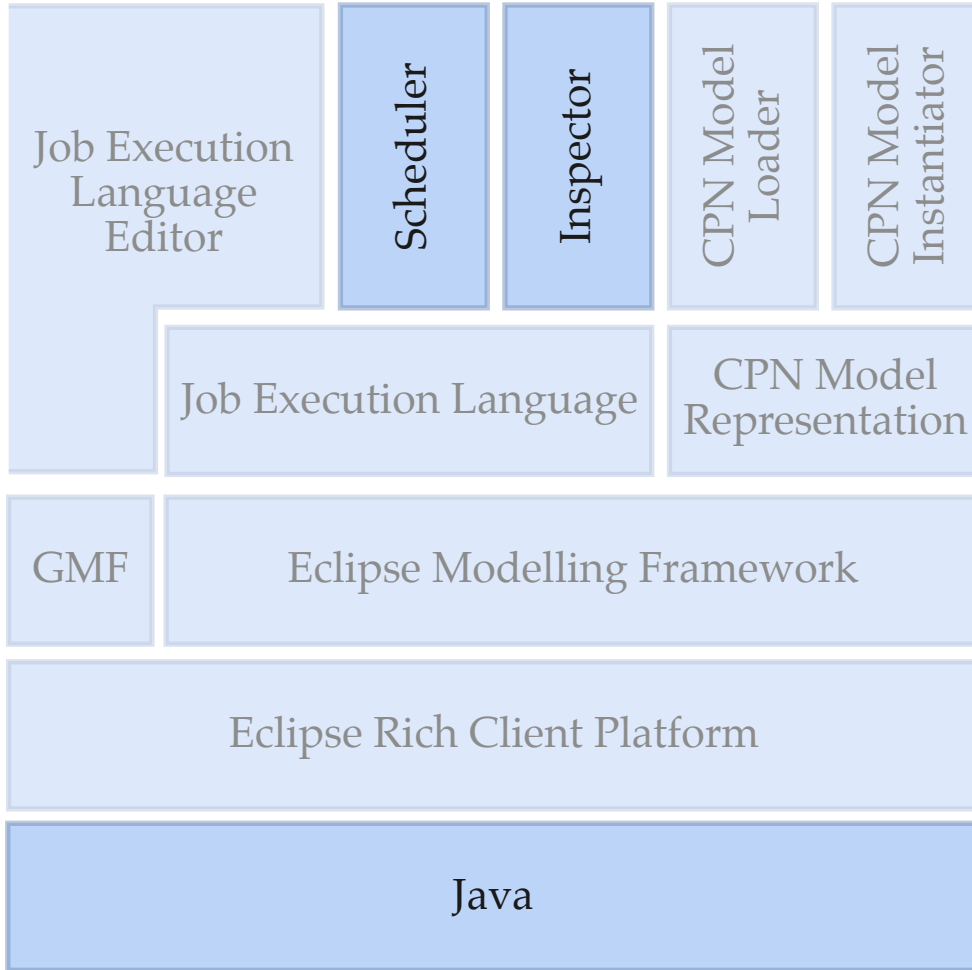 Job Execution
Language
Editor
Scheduler
Inspector
CPN Model
Loader
CPN Model
Instantiator
Job Execution Language
CPN Model
Representation
GMF
Eclipse Modelling Framework
Eclipse Rich Client Platform
Java